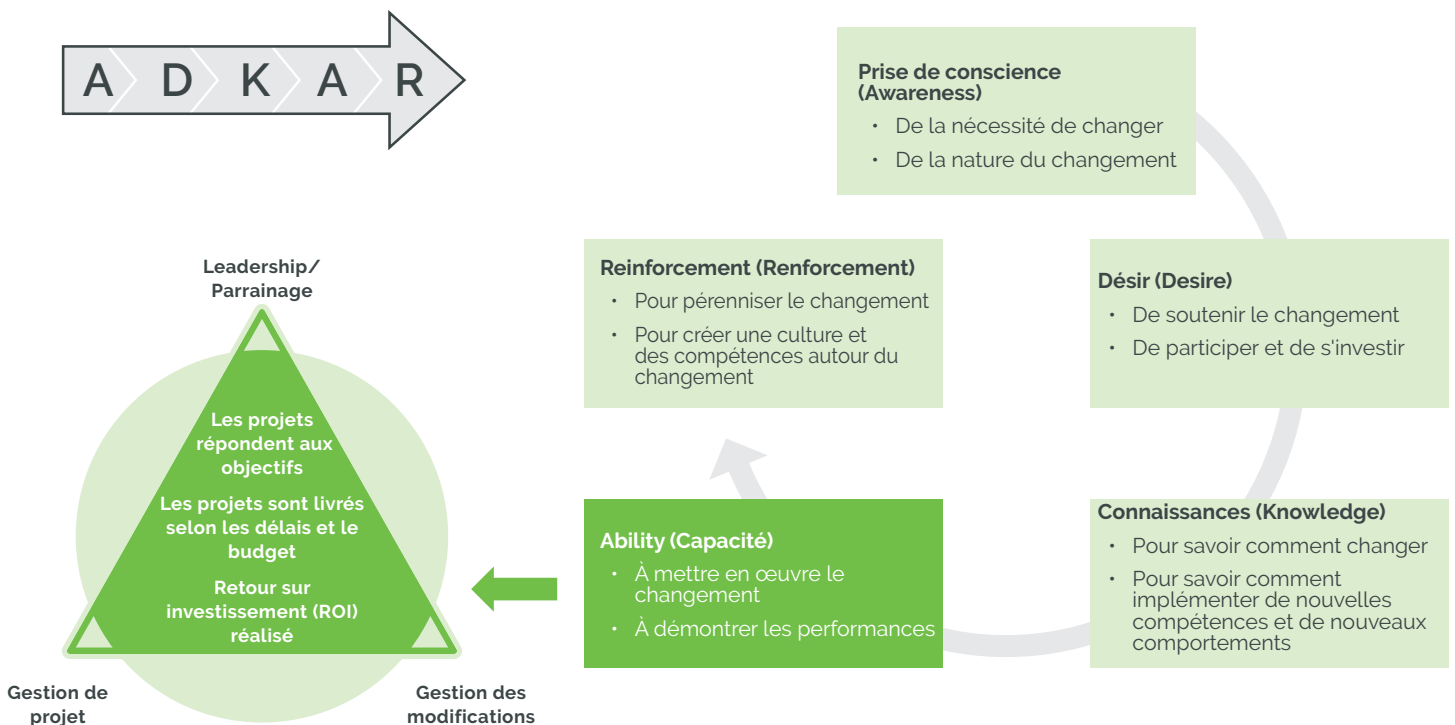 A D K A R
Prise de conscience
(Awareness)
• De la nécessité de changer
• De la nature du changement
Désir (Desire)
• De soutenir le changement
• De participer et de s'investir
Connaissances (Knowledge)
• Pour savoir comment changer
• Pour savoir comment
implémenter de nouvelles
compétences et de nouveaux
comportements
Ability (Capacité)
• À mettre en œuvre le
changement
• À démontrer les performances
Reinforcement (Renforcement)
• Pour pérenniser le changement
• Pour créer une culture et
des compétences autour du
changement
Leadership/
Parrainage
Les projets
répondent aux
objectifs
Les projets sont livrés
selon les délais et le
budget
Retour sur
investissement (ROI)
réalisé
Gestion de
projet
Gestion des
modifications